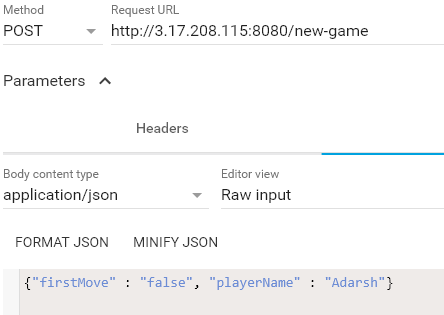 Method
Request URL
POST
http://3.17.208.115:8080/new-game
Parameters
Headers
Body content type
Editor view
application/json
Raw input
FORMAT JSON
MINIFY JSON
{"firstMove" : "false", "playerName" : "Adarsh"}